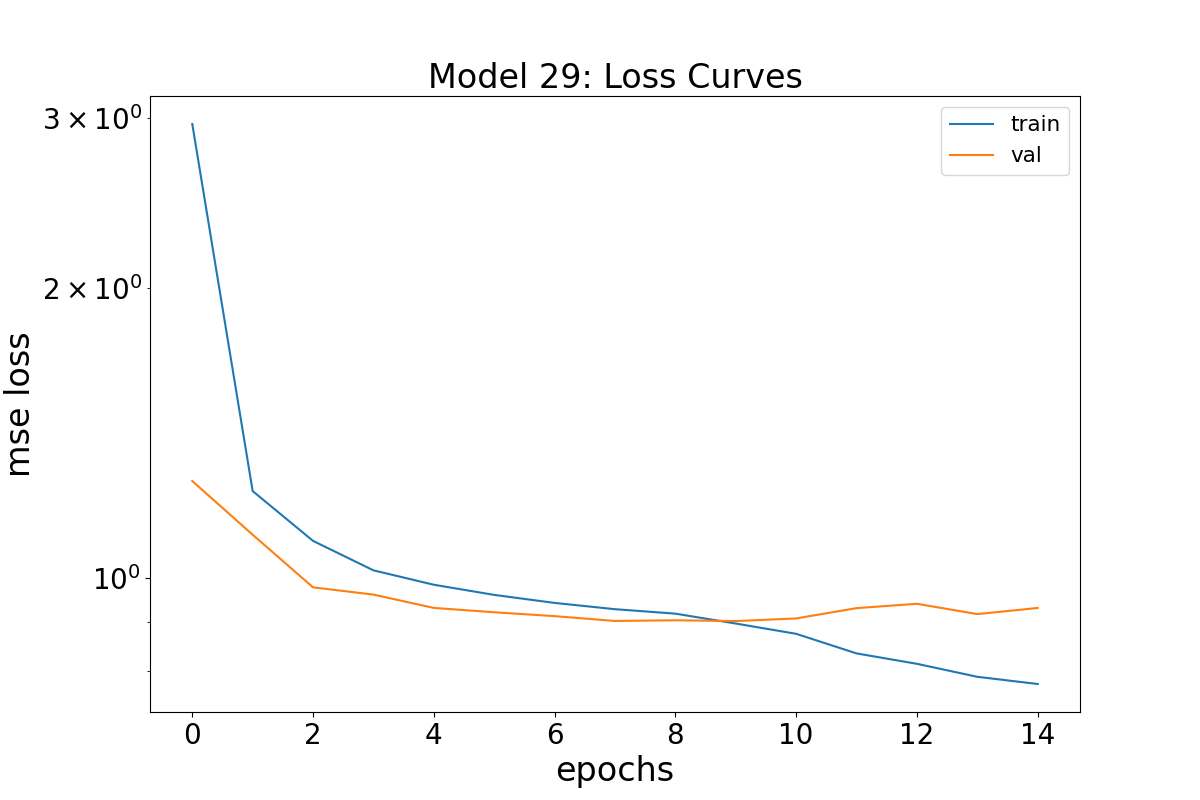 Model 29: Loss Curves
3 × 10⁰
2 × 10⁰
10⁰
mse loss
train
val
0 2 4 6 8 10 12 14
epochs